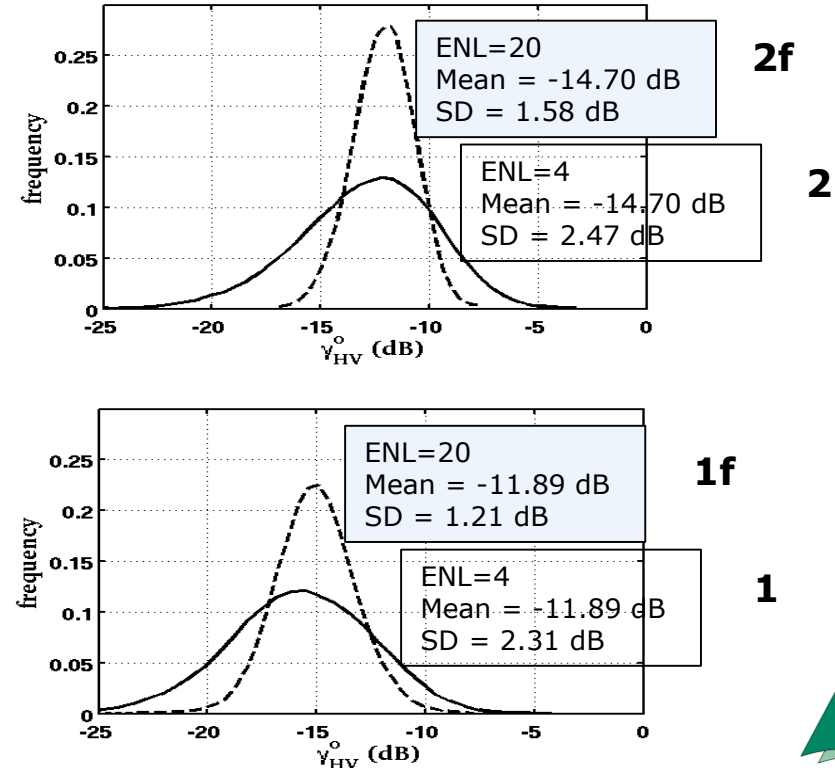 ENL=20
Mean = -14.70 dB
SD = 1.58 dB
2f
ENL=4
Mean = -14.70 dB
SD = 2.47 dB
2
frequency
0.25
0.2
0.15
0.1
0.05
0
-25 -20 -15 -10 -5 0
γ°HV (dB)
ENL=20
Mean = -11.89 dB
SD = 1.21 dB
1f
ENL=4
Mean = -11.89 dB
SD = 2.31 dB
1
frequency
0.25
0.2
0.15
0.1
0.05
0
-25 -20 -15 -10 -5 0
γ°HV (dB)